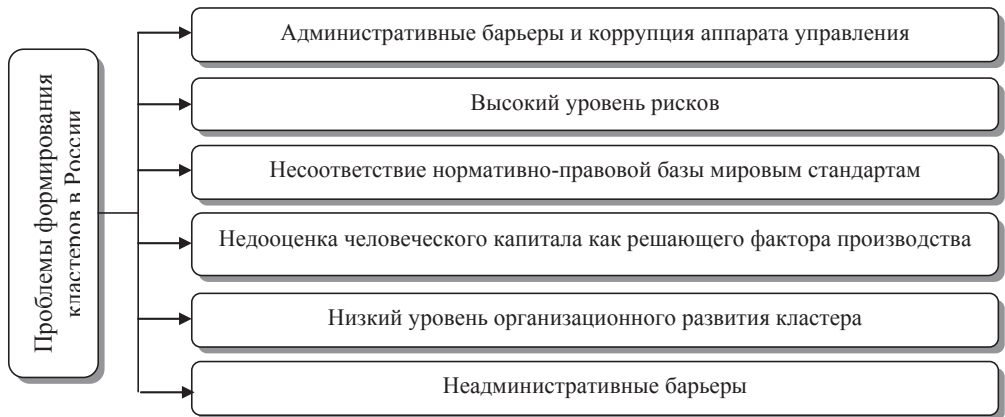 Проблемы формирования
кластеров в России
Административные барьеры и коррупция аппарата управления
Высокий уровень рисков
Несоответствие нормативно-правовой базы мировым стандартам
Недооценка человеческого капитала как решающего фактора производства
Низкий уровень организационного развития кластера
Неадминистративные барьеры